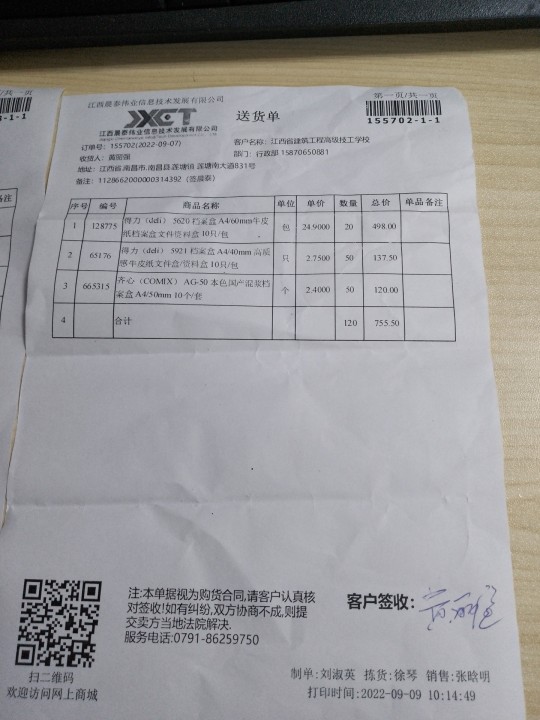 江西晨泰伟业信息技术发展有限公司
第一页/共一页
页/共一页
XCT
送货单
155702-1-1
1-1
江西晨泰伟业信息技术发展有限公司
订单号：155702(2022-09-07)
客户名称：江西省建筑工程高级技工学校
收货人：黄丽强
部门：行政部 15870650881
地址：江西省,南昌市,南昌县,莲塘镇 莲塘南大道831号
备注：1128662000000314392（签晨泰）
备注
序号 编号 商品名称 单位 单价 数量 总价 单品备注
1 128775 得力（deli）5620 档案盒 A4/60mm牛皮纸档案盒文件资料盒 10只/包 包 24.9000 20 498.00
2 65176 得力（deli）5921 档案盒 A4/40mm 高质感牛皮纸文件盒/资料盒 10只/包 只 2.7500 50 137.50
3 665315 齐心（COMIX）AG-50 本色国产混浆档案盒 A4/50mm 10个/套 个 2.4000 50 120.00
4 合计 120 755.50
注:本单据视为购货合同,请客户认真核
对签收!如有纠纷,双方协商不成,则提
交卖方当地法院解决.
服务电话:0791-86259750
客户签收：
扫二维码
欢迎访问网上商城
制单：刘淑英 拣货：徐琴 销售：张晗明
打印时间：2022-09-09 10:14:49